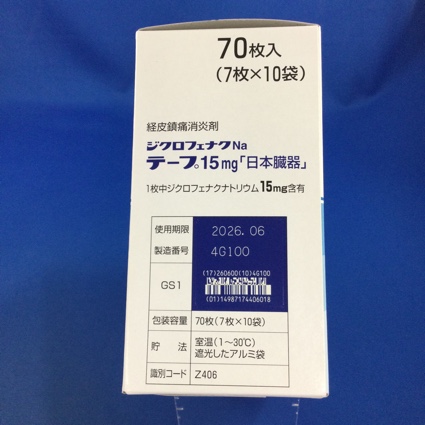 70枚入
(7枚×10袋)
経皮鎮痛消炎剤
ジクロフェナクNa
テープ®15mg「日本臓器」
1枚中ジクロフェナクナトリウム15mg含有
使用期限 2026.06
製造番号 4G100
GS1
(17)260600(10)4G100
(01)14987174406018
包装容量 70枚(7枚×10袋)
貯法 室温(1〜30℃)
遮光したアルミ袋
識別コード Z406